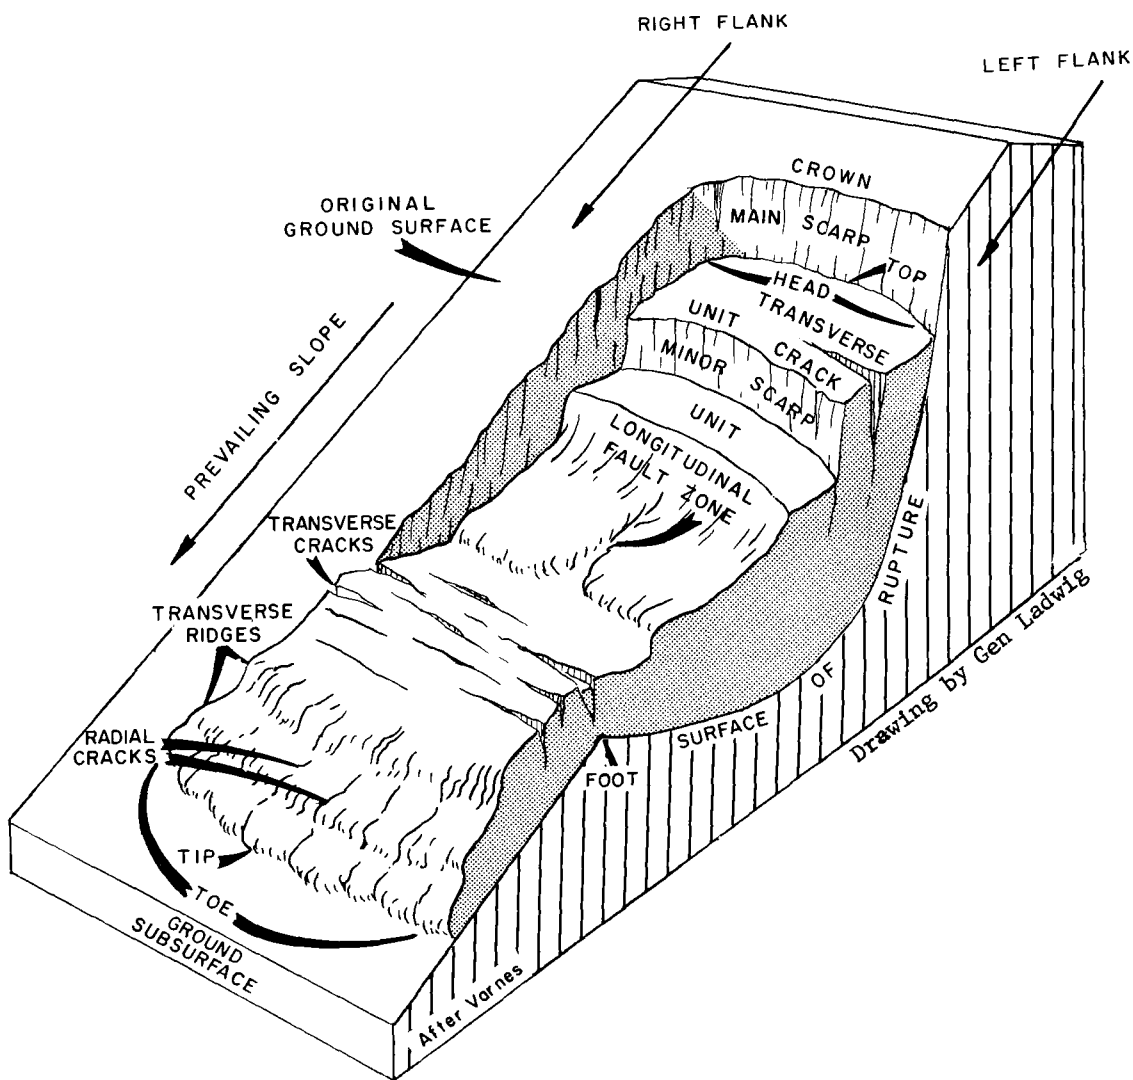 RIGHT FLANK
LEFT FLANK
CROWN
MAIN SCARP
ORIGINAL
GROUND SURFACE
TOP
HEAD
TRANSVERSE
CRACK
UNIT
MINOR SCARP
UNIT
PREVAILING SLOPE
LONGITUDINAL
FAULT ZONE
TRANSVERSE
CRACKS
TRANSVERSE
RIDGES
SURFACE OF RUPTURE
RADIAL
CRACKS
FOOT
TIP
TOE
GROUND
SUBSURFACE
After Varnes
Drawing by Gen Ladwig